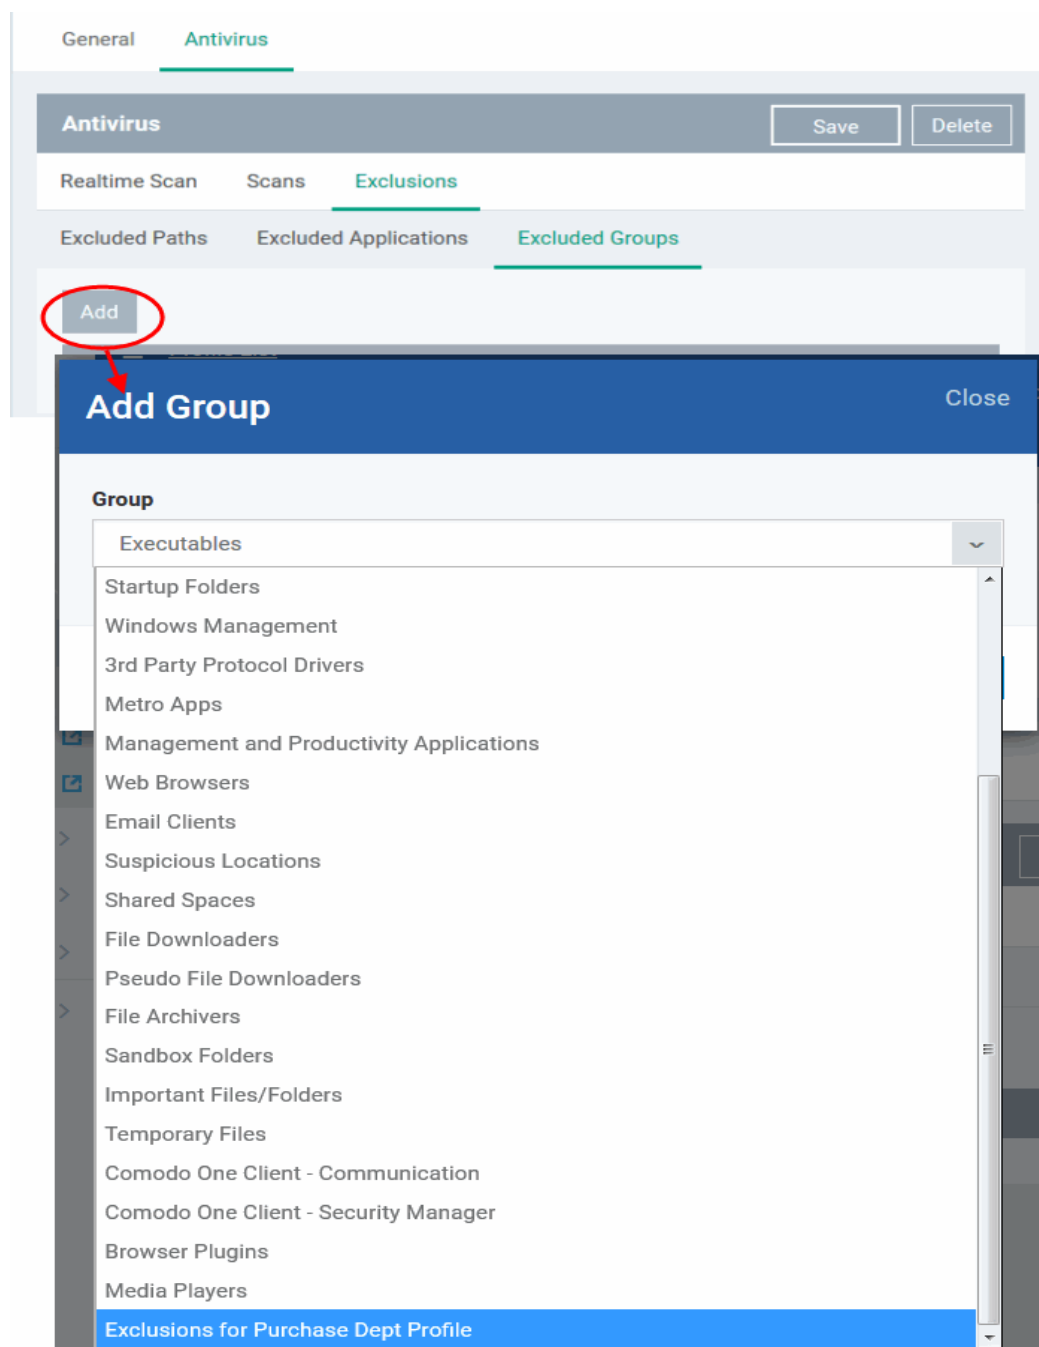 General Antivirus
Antivirus Save Delete
Realtime Scan Scans Exclusions
Excluded Paths Excluded Applications Excluded Groups
Add
Add Group Close
Group
Executables
Startup Folders
Windows Management
3rd Party Protocol Drivers
Metro Apps
Management and Productivity Applications
Web Browsers
Email Clients
Suspicious Locations
Shared Spaces
File Downloaders
Pseudo File Downloaders
File Archivers
Sandbox Folders
Important Files/Folders
Temporary Files
Comodo One Client - Communication
Comodo One Client - Security Manager
Browser Plugins
Media Players
Exclusions for Purchase Dept Profile